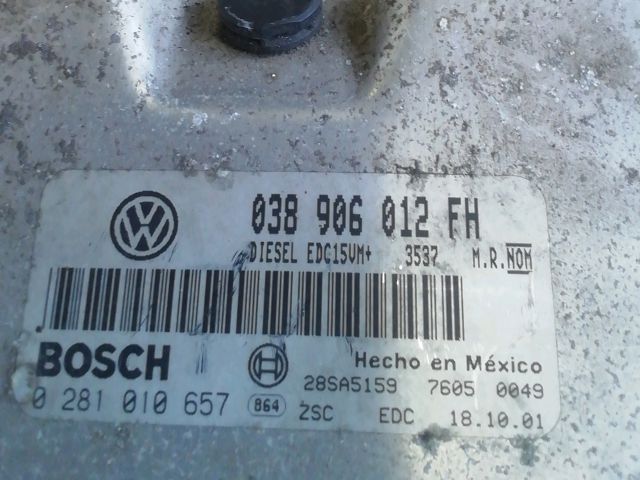 038 906 012 FH
DIESEL EDC15VM+ 3537 M.R.NOM
BOSCH
Hecho en México
28SA5159 7605 0049
0 281 010 657 864 ZSC EDC 18.10.01